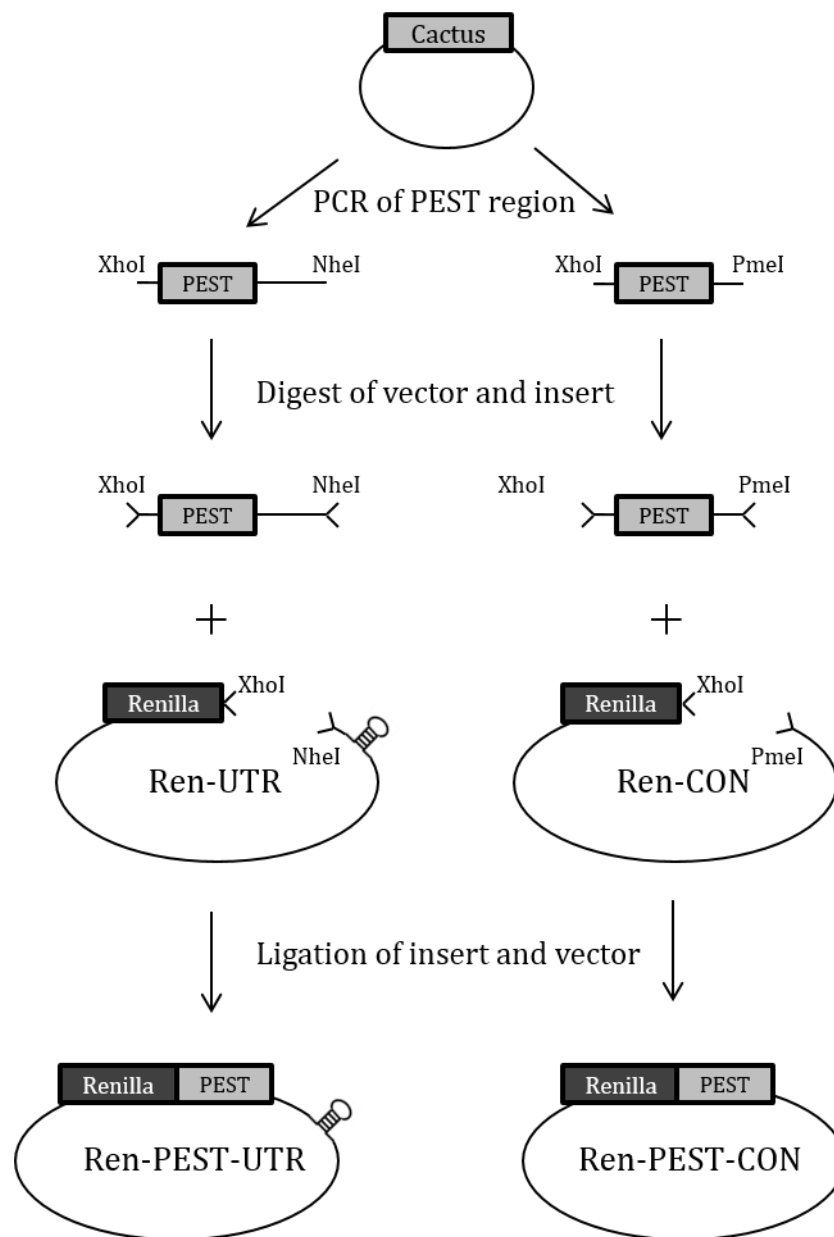 Cactus
PCR of PEST region
XhoI NheI XhoI PmeI
PEST PEST
Digest of vector and insert
XhoI NheI XhoI PmeI
PEST PEST
+ +
Renilla XhoI Renilla XhoI
NheI PmeI
Ren-UTR Ren-CON
Ligation of insert and vector
Renilla PEST Renilla PEST
Ren-PEST-UTR Ren-PEST-CON